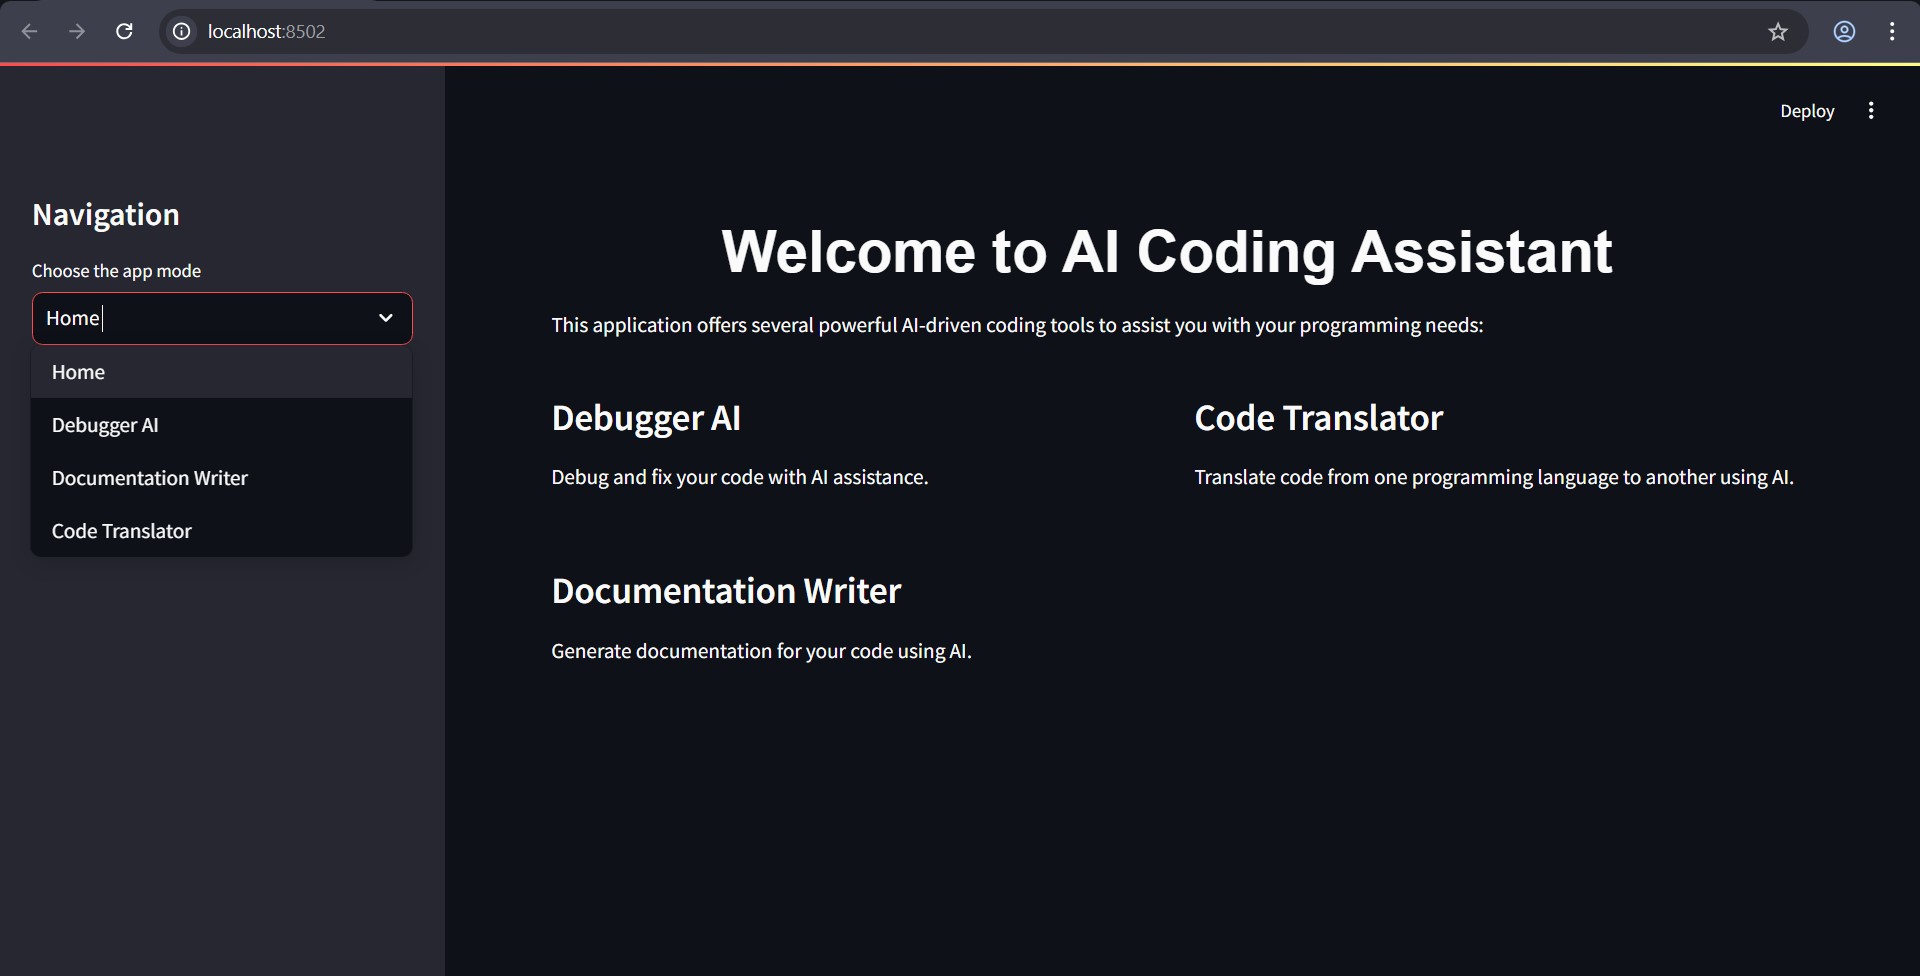 localhost:8502
Deploy
Navigation
Choose the app mode
Home
Home
Debugger AI
Documentation Writer
Code Translator
Welcome to AI Coding Assistant
This application offers several powerful AI-driven coding tools to assist you with your programming needs:
Debugger AI
Debug and fix your code with AI assistance.
Code Translator
Translate code from one programming language to another using AI.
Documentation Writer
Generate documentation for your code using AI.